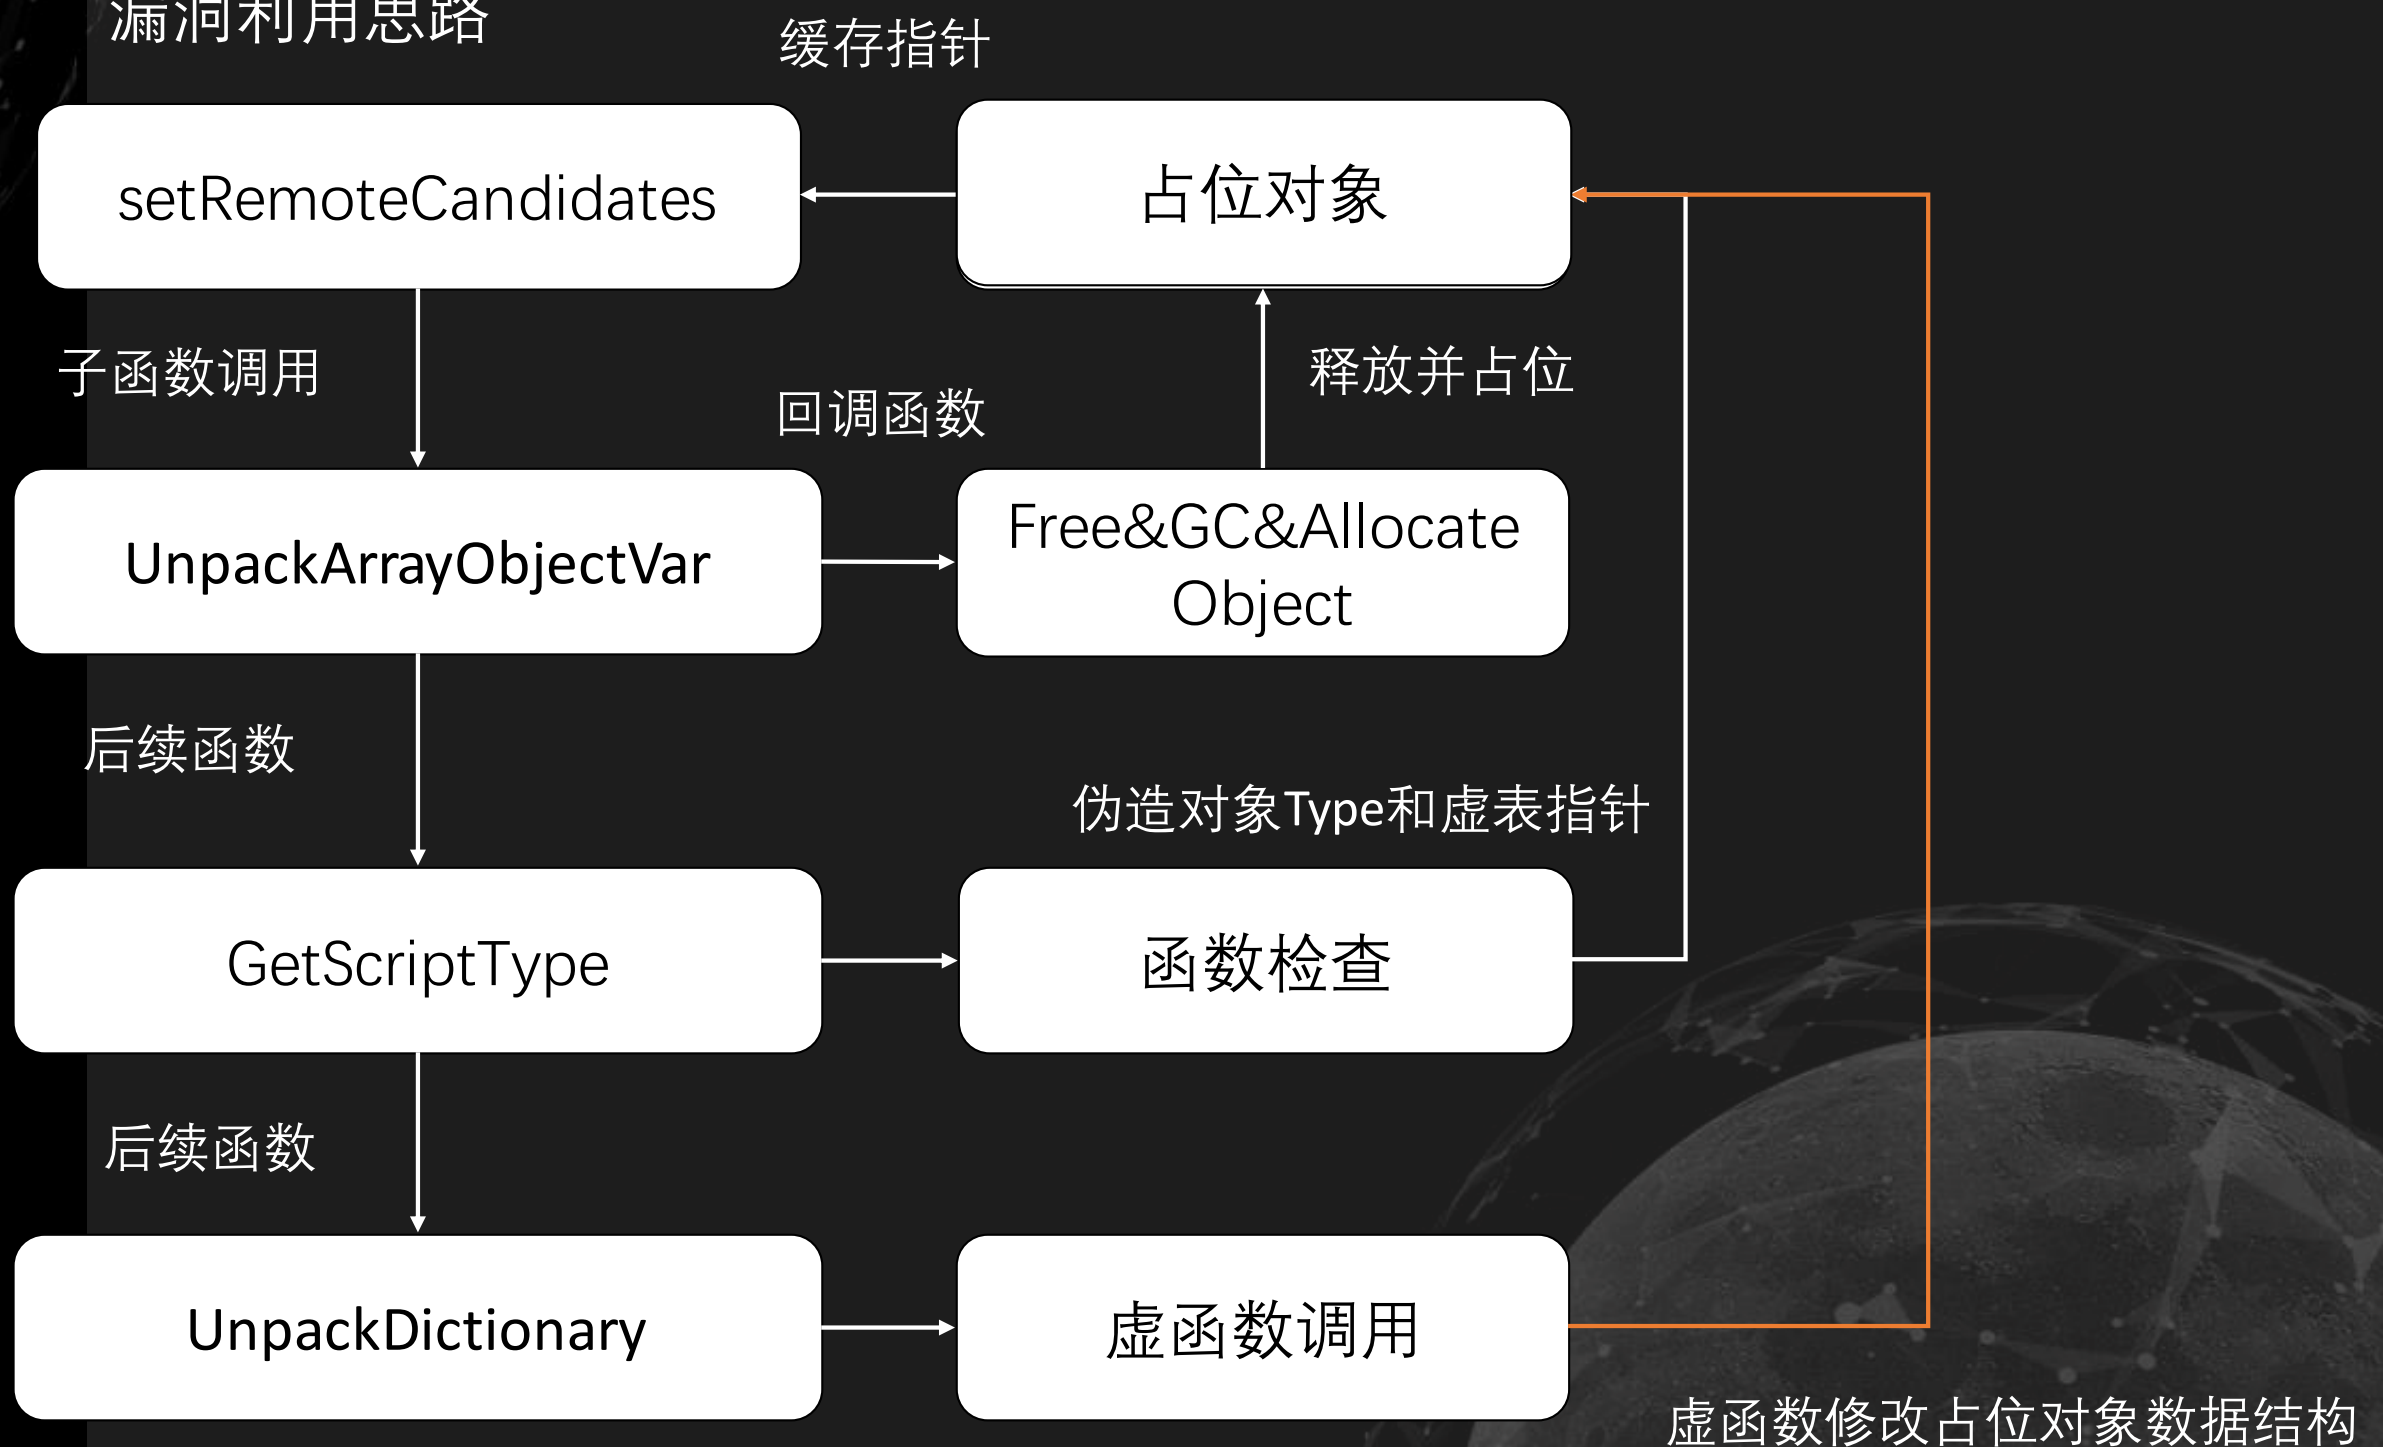 漏洞利用思路
缓存指针
setRemoteCandidates
占位对象
子函数调用
释放并占位
回调函数
UnpackArrayObjectVar
Free&GC&Allocate
Object
后续函数
伪造对象Type和虚表指针
GetScriptType
函数检查
后续函数
UnpackDictionary
虚函数调用
虚函数修改占位对象数据结构